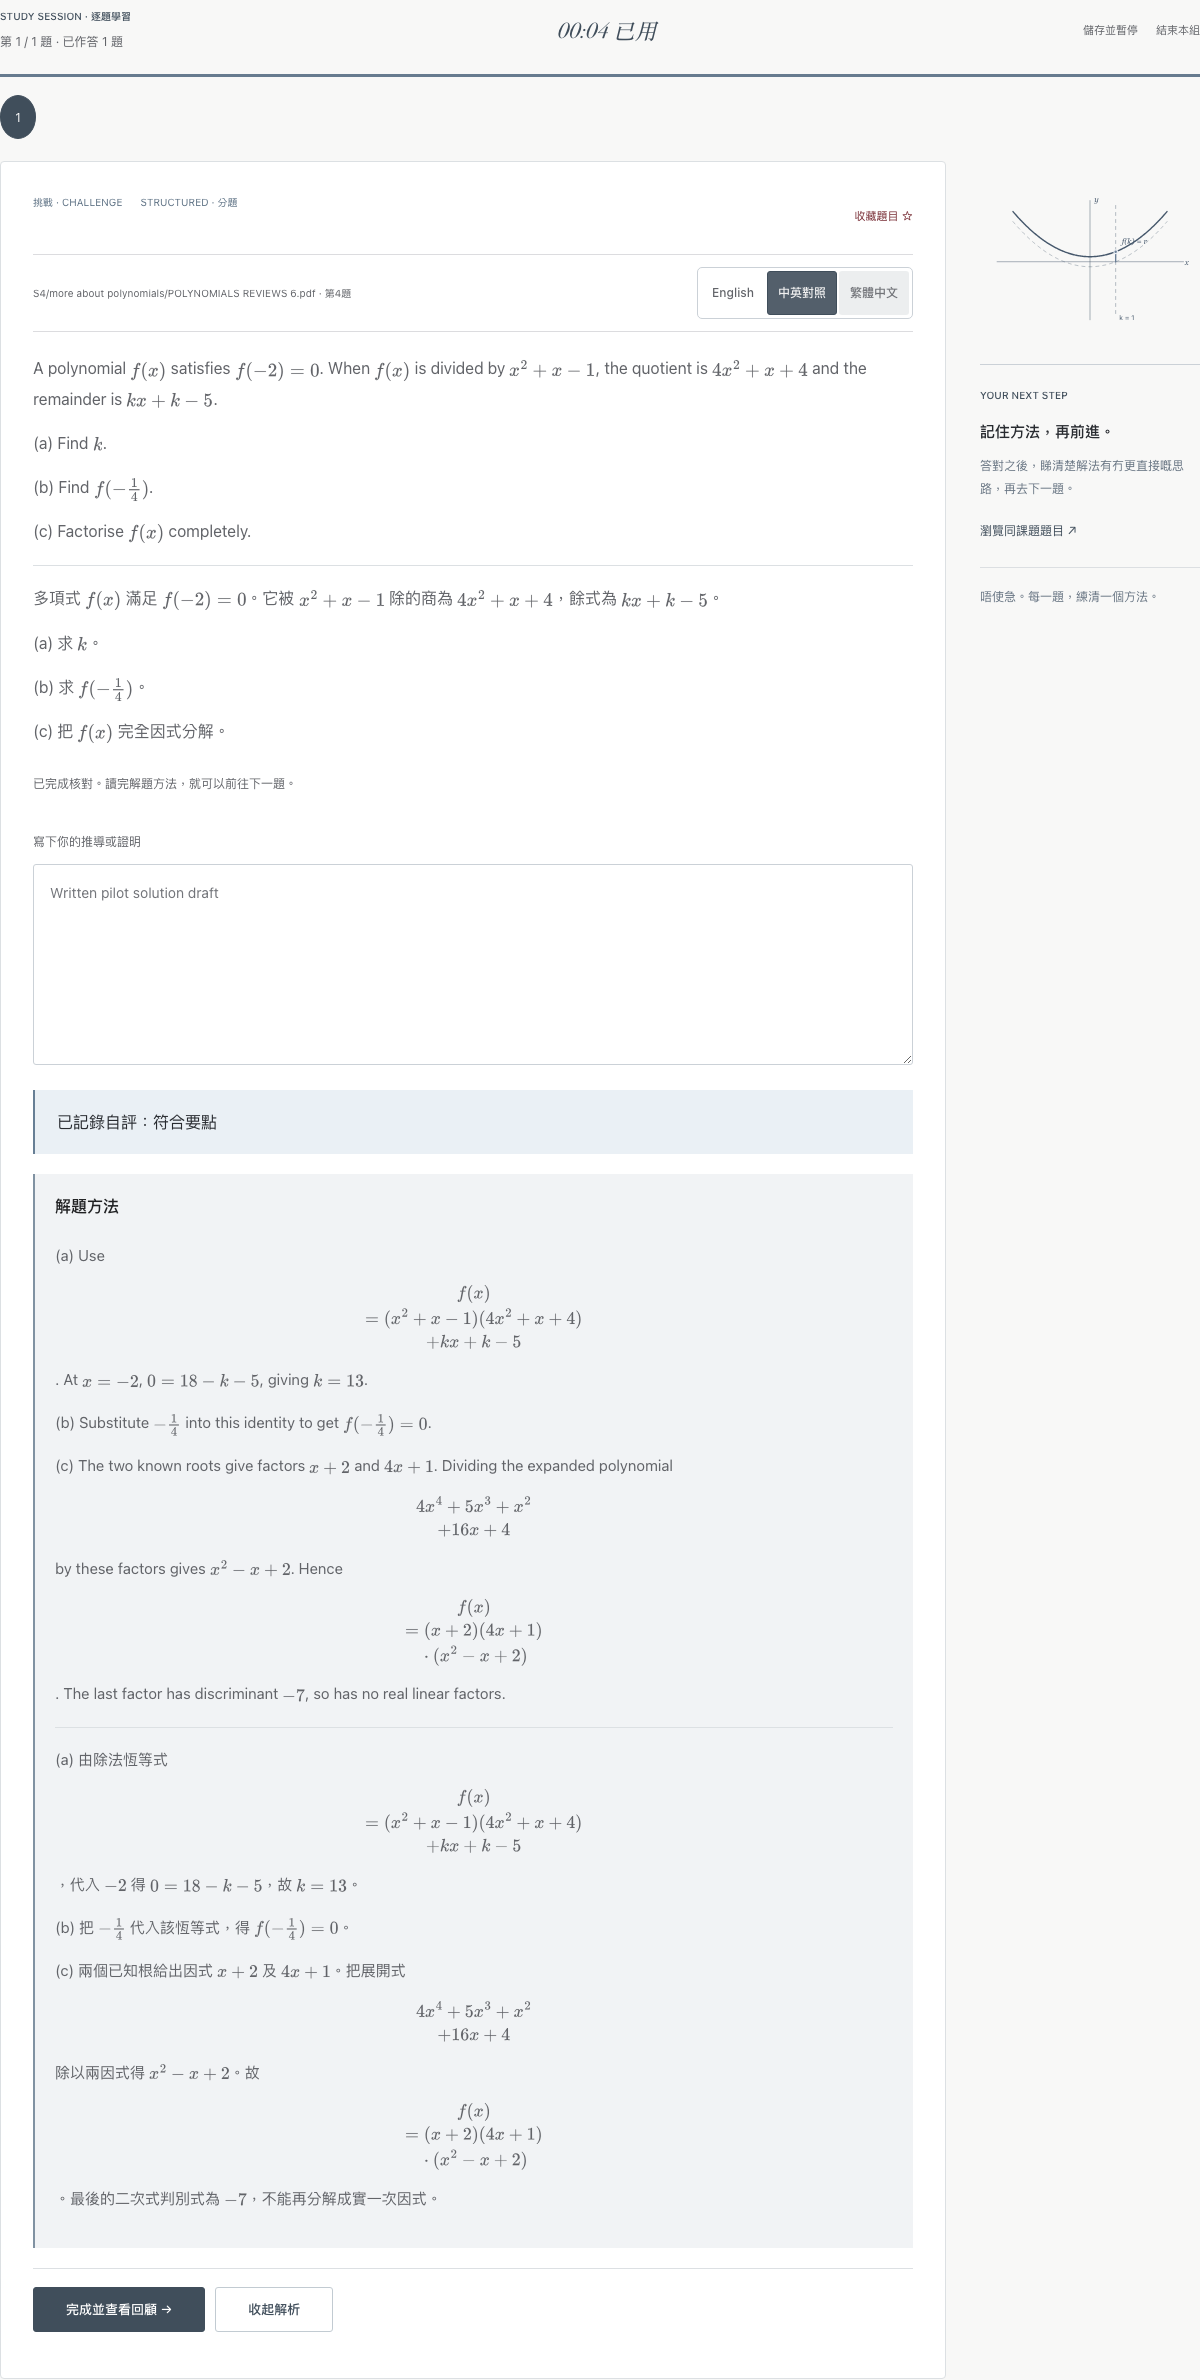 STUDY SESSION · 逐題學習
第 1 / 1 題 · 已作答 1 題
00:04 已用
儲存並暫停
結束本組
1
挑戰 · CHALLENGE STRUCTURED · 分題
收藏題目 ☆
S4/more about polynomials/POLYNOMIALS REVIEWS 6.pdf · 第4題
English 中英對照 繁體中文
A polynomial f(x) satisfies f(−2) = 0. When f(x) is divided by x² + x − 1, the quotient is 4x² + x + 4 and the
remainder is kx + k − 5.
(a) Find k.
(b) Find f(−1/4).
(c) Factorise f(x) completely.
多項式 f(x) 滿足 f(−2) = 0。它被 x² + x − 1 除的商為 4x² + x + 4，餘式為 kx + k − 5。
(a) 求 k。
(b) 求 f(−1/4)。
(c) 把 f(x) 完全因式分解。
已完成核對。讀完解題方法，就可以前往下一題。
寫下你的推導或證明
Written pilot solution draft
已記錄自評：符合要點
解題方法
(a) Use
f(x)
= (x² + x − 1)(4x² + x + 4)
+kx + k − 5
. At x = −2, 0 = 18 − k − 5, giving k = 13.
(b) Substitute −1/4 into this identity to get f(−1/4) = 0.
(c) The two known roots give factors x + 2 and 4x + 1. Dividing the expanded polynomial
4x⁴ + 5x³ + x²
+16x + 4
by these factors gives x² − x + 2. Hence
f(x)
= (x + 2)(4x + 1)
· (x² − x + 2)
. The last factor has discriminant −7, so has no real linear factors.
(a) 由除法恆等式
f(x)
= (x² + x − 1)(4x² + x + 4)
+kx + k − 5
，代入 −2 得 0 = 18 − k − 5，故 k = 13。
(b) 把 −1/4 代入該恆等式，得 f(−1/4) = 0。
(c) 兩個已知根給出因式 x + 2 及 4x + 1。把展開式
4x⁴ + 5x³ + x²
+16x + 4
除以兩因式得 x² − x + 2。故
f(x)
= (x + 2)(4x + 1)
· (x² − x + 2)
。最後的二次式判別式為 −7，不能再分解成實一次因式。
完成並查看回顧 →
收起解析
y
f(k) = r
x
k = 1
YOUR NEXT STEP
記住方法，再前進。
答對之後，睇清楚解法有冇更直接嘅思
路，再去下一題。
瀏覽同課題題目 ↗
唔使急。每一題，練清一個方法。